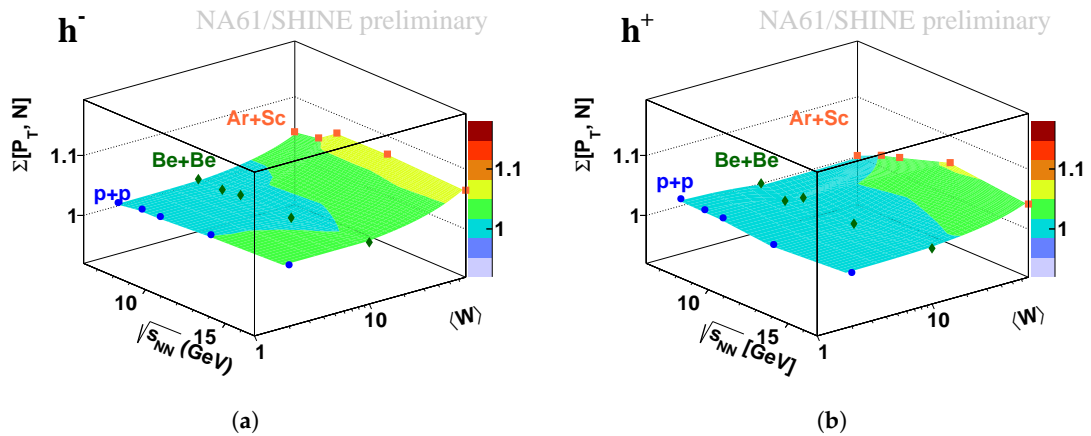 h⁻
NA61/SHINE preliminary
Σ[P_T, N]
1.1
1
Ar+Sc
Be+Be
p+p
1.1
1
10
15
√s_NN (GeV)
1
10
⟨W⟩
(a)
h⁺
NA61/SHINE preliminary
Σ[P_T, N]
1.1
1
Ar+Sc
Be+Be
p+p
1.1
1
10
15
√s_NN [GeV]
1
10
⟨W⟩
(b)